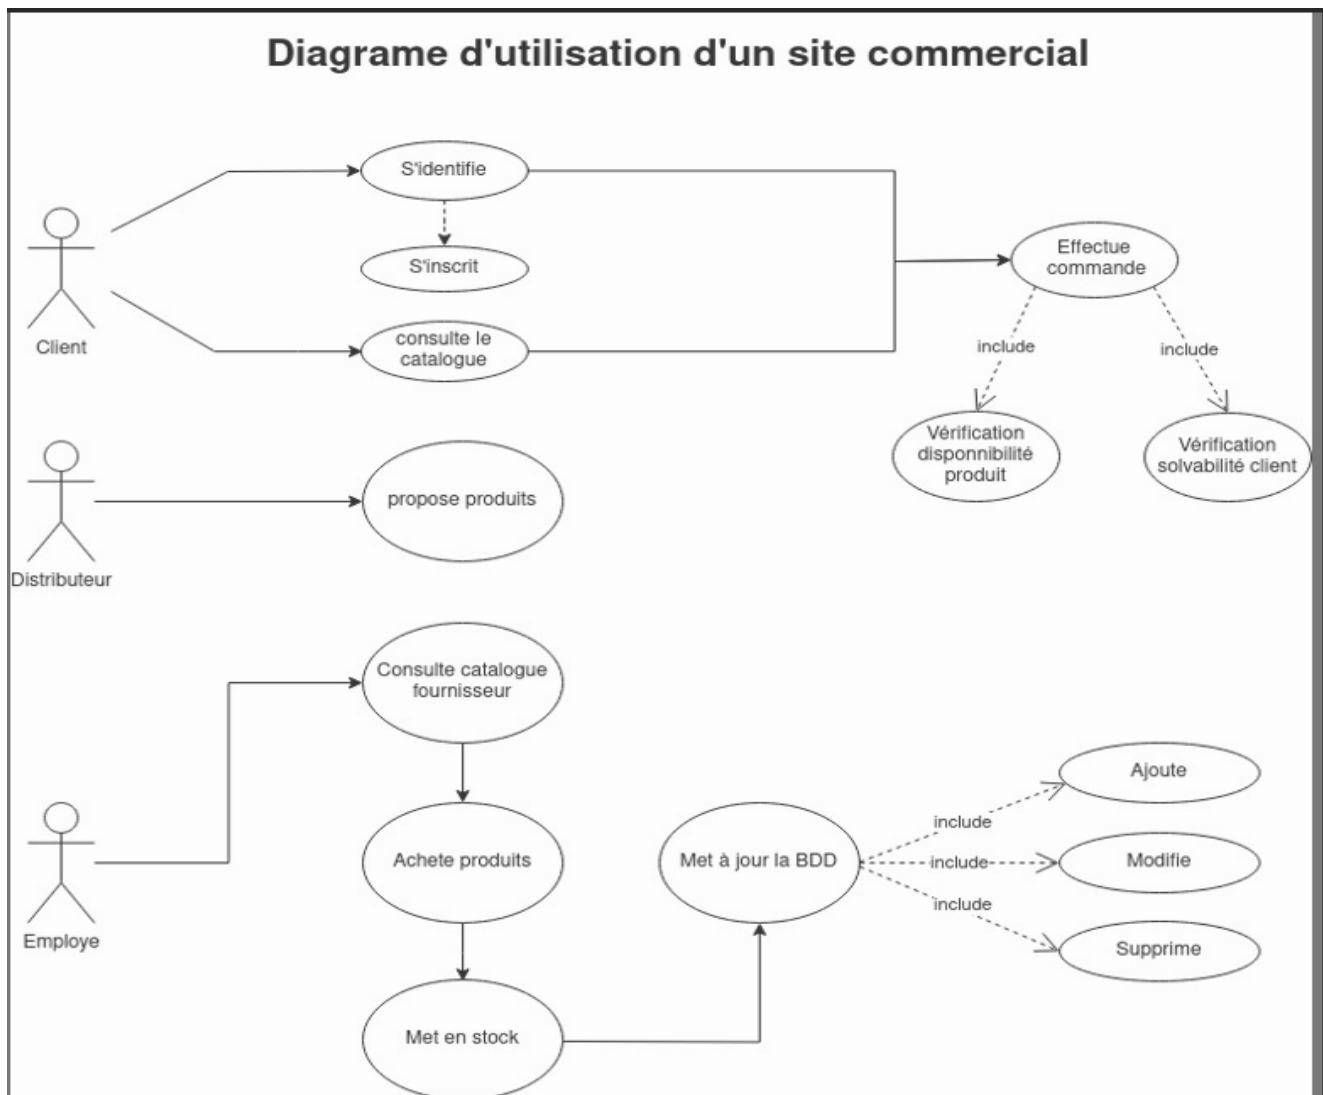 Diagrame d'utilisation d'un site commercial
S'identifie
S'inscrit
Client
consulte le
catalogue
Effectue
commande
include
include
Vérification
disponnibilité
produit
Vérification
solvabilité client
Distributeur
propose produits
Consulte catalogue
fournisseur
Employe
Achete produits
Met en stock
Met à jour la BDD
include
include
include
Ajoute
Modifie
Supprime